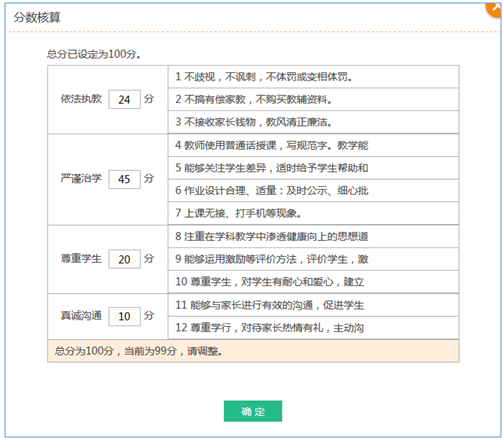 分数核算
总分已设定为100分。
依法执教 24 分
1 不歧视，不讽刺，不体罚或变相体罚。
2 不搞有偿家教，不购买教辅资料。
3 不接收家长钱物，教风清正廉洁。
严谨治学 45 分
4 教师使用普通话授课，写规范字。教学能
5 能够关注学生差异，适时给予学生帮助和
6 作业设计合理、适量：及时公示、细心批
7 上课无接、打手机等现象。
尊重学生 20 分
8 注重在学科教学中渗透健康向上的思想道
9 能够运用激励等评价方法，评价学生，激
10 尊重学生，对学生有耐心和爱心，建立
真诚沟通 10 分
11 能够与家长进行有效的沟通，促进学生
12 尊重学行，对待家长热情有礼，主动沟
总分为100分，当前为99分，请调整。
确 定